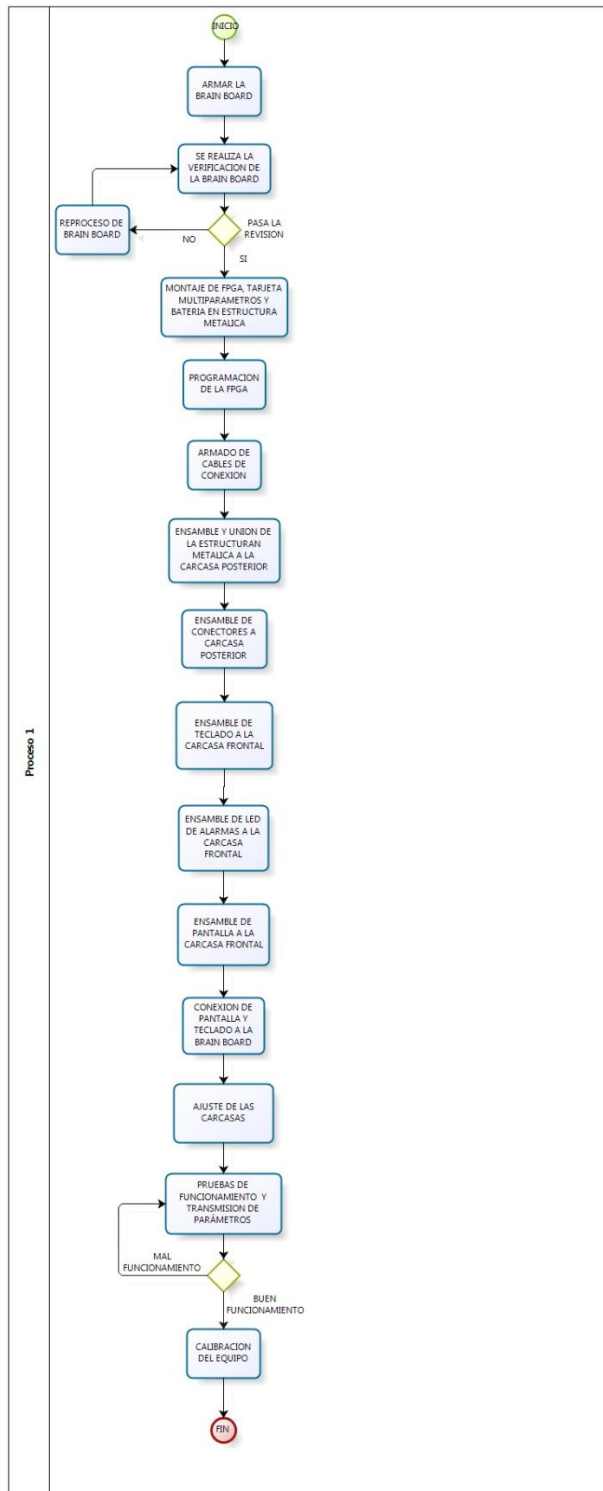 INICIO
ARMAR LA
BRAIN BOARD
SE REALIZA LA
VERIFICACION DE
LA BRAIN BOARD
REPROCESO DE
BRAIN BOARD
NO
PASA LA
REVISION
SI
MONTAJE DE FPGA, TARJETA
MULTIPARAMETROS Y
BATERIA EN ESTRUCTURA
METALICA
PROGRAMACION
DE LA FPGA
ARMADO DE
CABLES DE
CONEXION
ENSAMBLE Y UNION DE
LA ESTRUCTURAN
METALICA A LA
CARCASA POSTERIOR
ENSAMBLE DE
CONECTORES A
CARCASA
POSTERIOR
ENSAMBLE DE
TECLADO A LA
CARCASA FRONTAL
Proceso 1
ENSAMBLE DE LED
DE ALARMAS A LA
CARCASA
FRONTAL
ENSAMBLE DE
PANTALLA A LA
CARCASA FRONTAL
CONEXION DE
PANTALLA Y
TECLADO A LA
BRAIN BOARD
AJUSTE DE LAS
CARCASAS
PRUEBAS DE
FUNCIONAMIENTO Y
TRANSMISION DE
PARÁMETROS
MAL
FUNCIONAMIENTO
BUEN
FUNCIONAMIENTO
CALIBRACION
DEL EQUIPO
FIN